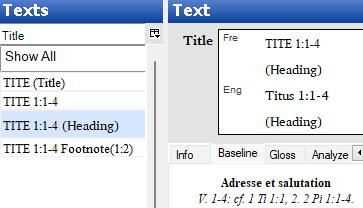 Texts
Title
Show All
TITE (Title)
TITE 1:1-4
TITE 1:1-4 (Heading)
TITE 1:1-4 Footnote(1:2)
Text
Title
Fre
TITE 1:1-4
(Heading)
Eng
Titus 1:1-4
(Heading)
Info
Baseline
Gloss
Analyze
Adresse et salutation
V. 1-4: cf. 1 Ti 1:1, 2. 2 Pi 1:1-4.